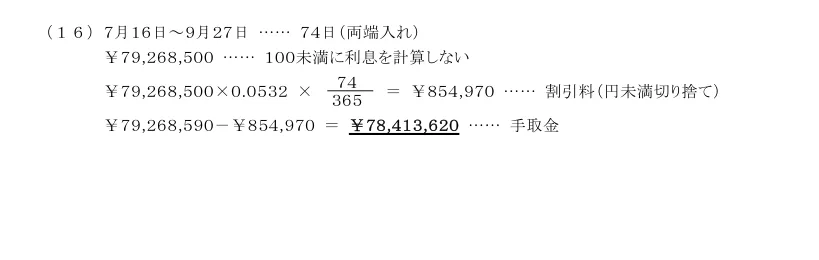 （１６）7月16日～9月27日 …… 74日（両端入れ）
￥79,268,500 …… 100未満に利息を計算しない
￥79,268,500×0.0532 × 74/365 ＝ ￥854,970 …… 割引料（円未満切り捨て）
￥79,268,590－￥854,970 ＝ ￥78,413,620 …… 手取金